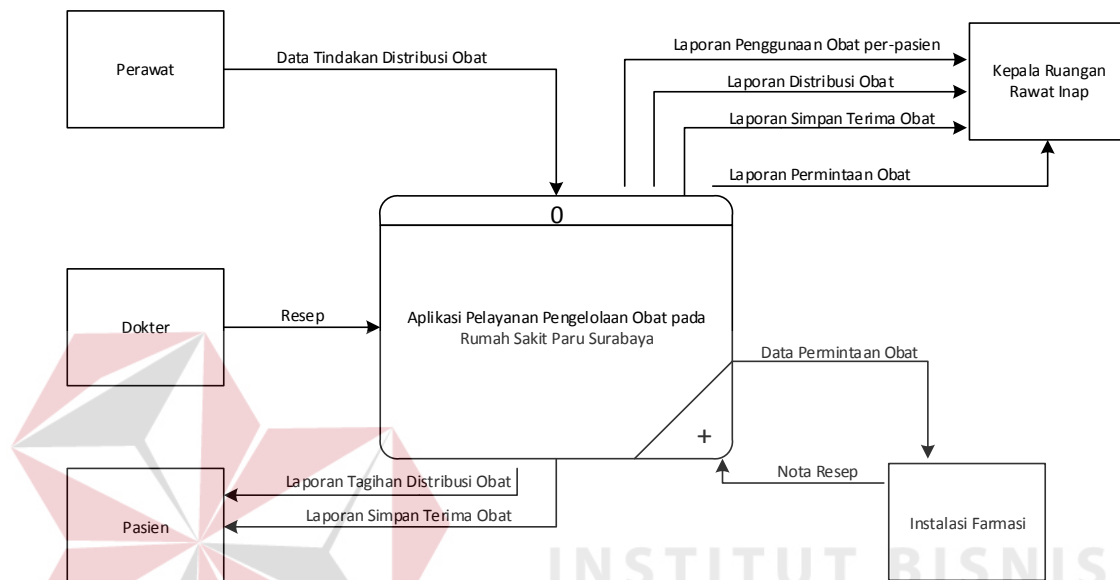 Perawat
Data Tindakan Distribusi Obat
Laporan Penggunaan Obat per-pasien
Laporan Distribusi Obat
Laporan Simpan Terima Obat
Laporan Permintaan Obat
Kepala Ruangan
Rawat Inap
0
Aplikasi Pelayanan Pengelolaan Obat pada
Rumah Sakit Paru Surabaya
+
Dokter
Resep
Data Permintaan Obat
Nota Resep
Instalasi Farmasi
Pasien
Laporan Tagihan Distribusi Obat
Laporan Simpan Terima Obat
INSTITUT BISNIS